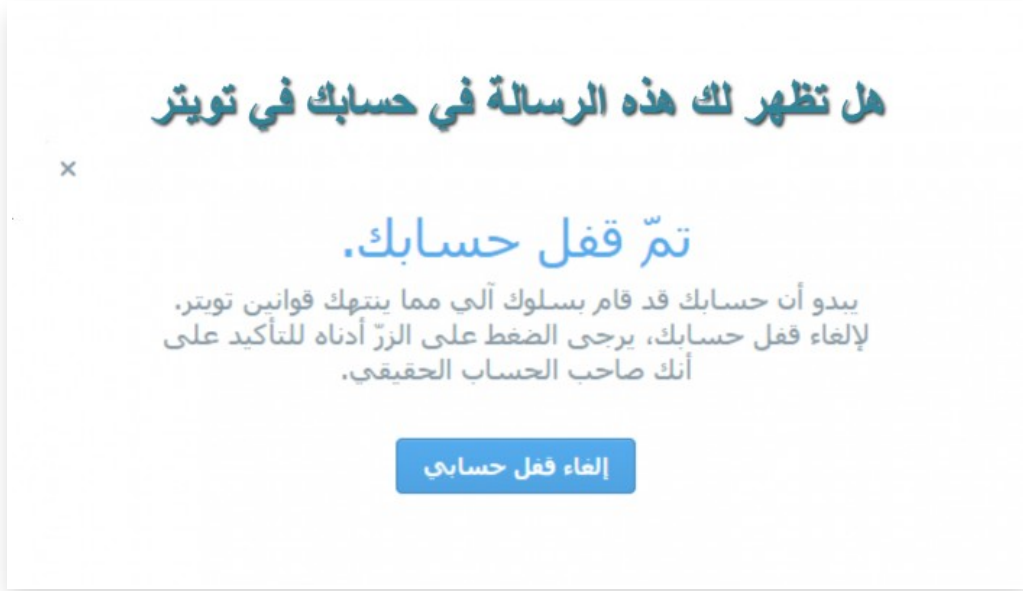 هل تظهر لك هذه الرسالة في حسابك في تويتر
×
تمّ قفل حسابك.
يبدو أن حسابك قد قام بسلوك آلي مما ينتهك قوانين تويتر.
لإلغاء قفل حسابك، يرجى الضغط على الزرّ أدناه للتأكيد على
أنك صاحب الحساب الحقيقي.
إلغاء قفل حسابي